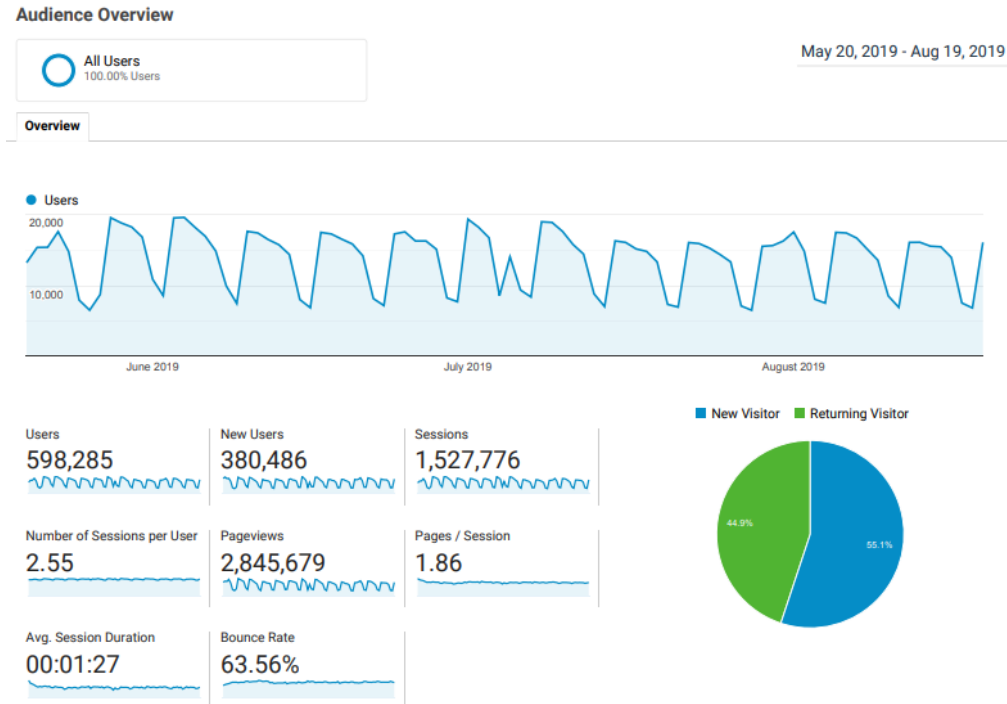 Audience Overview
All Users
100.00% Users
May 20, 2019 - Aug 19, 2019
Overview
Users
20,000
10,000
June 2019
July 2019
August 2019
Users
598,285
New Users
380,486
Sessions
1,527,776
Number of Sessions per User
2.55
Pageviews
2,845,679
Pages / Session
1.86
Avg. Session Duration
00:01:27
Bounce Rate
63.56%
New Visitor
Returning Visitor
44.9%
55.1%